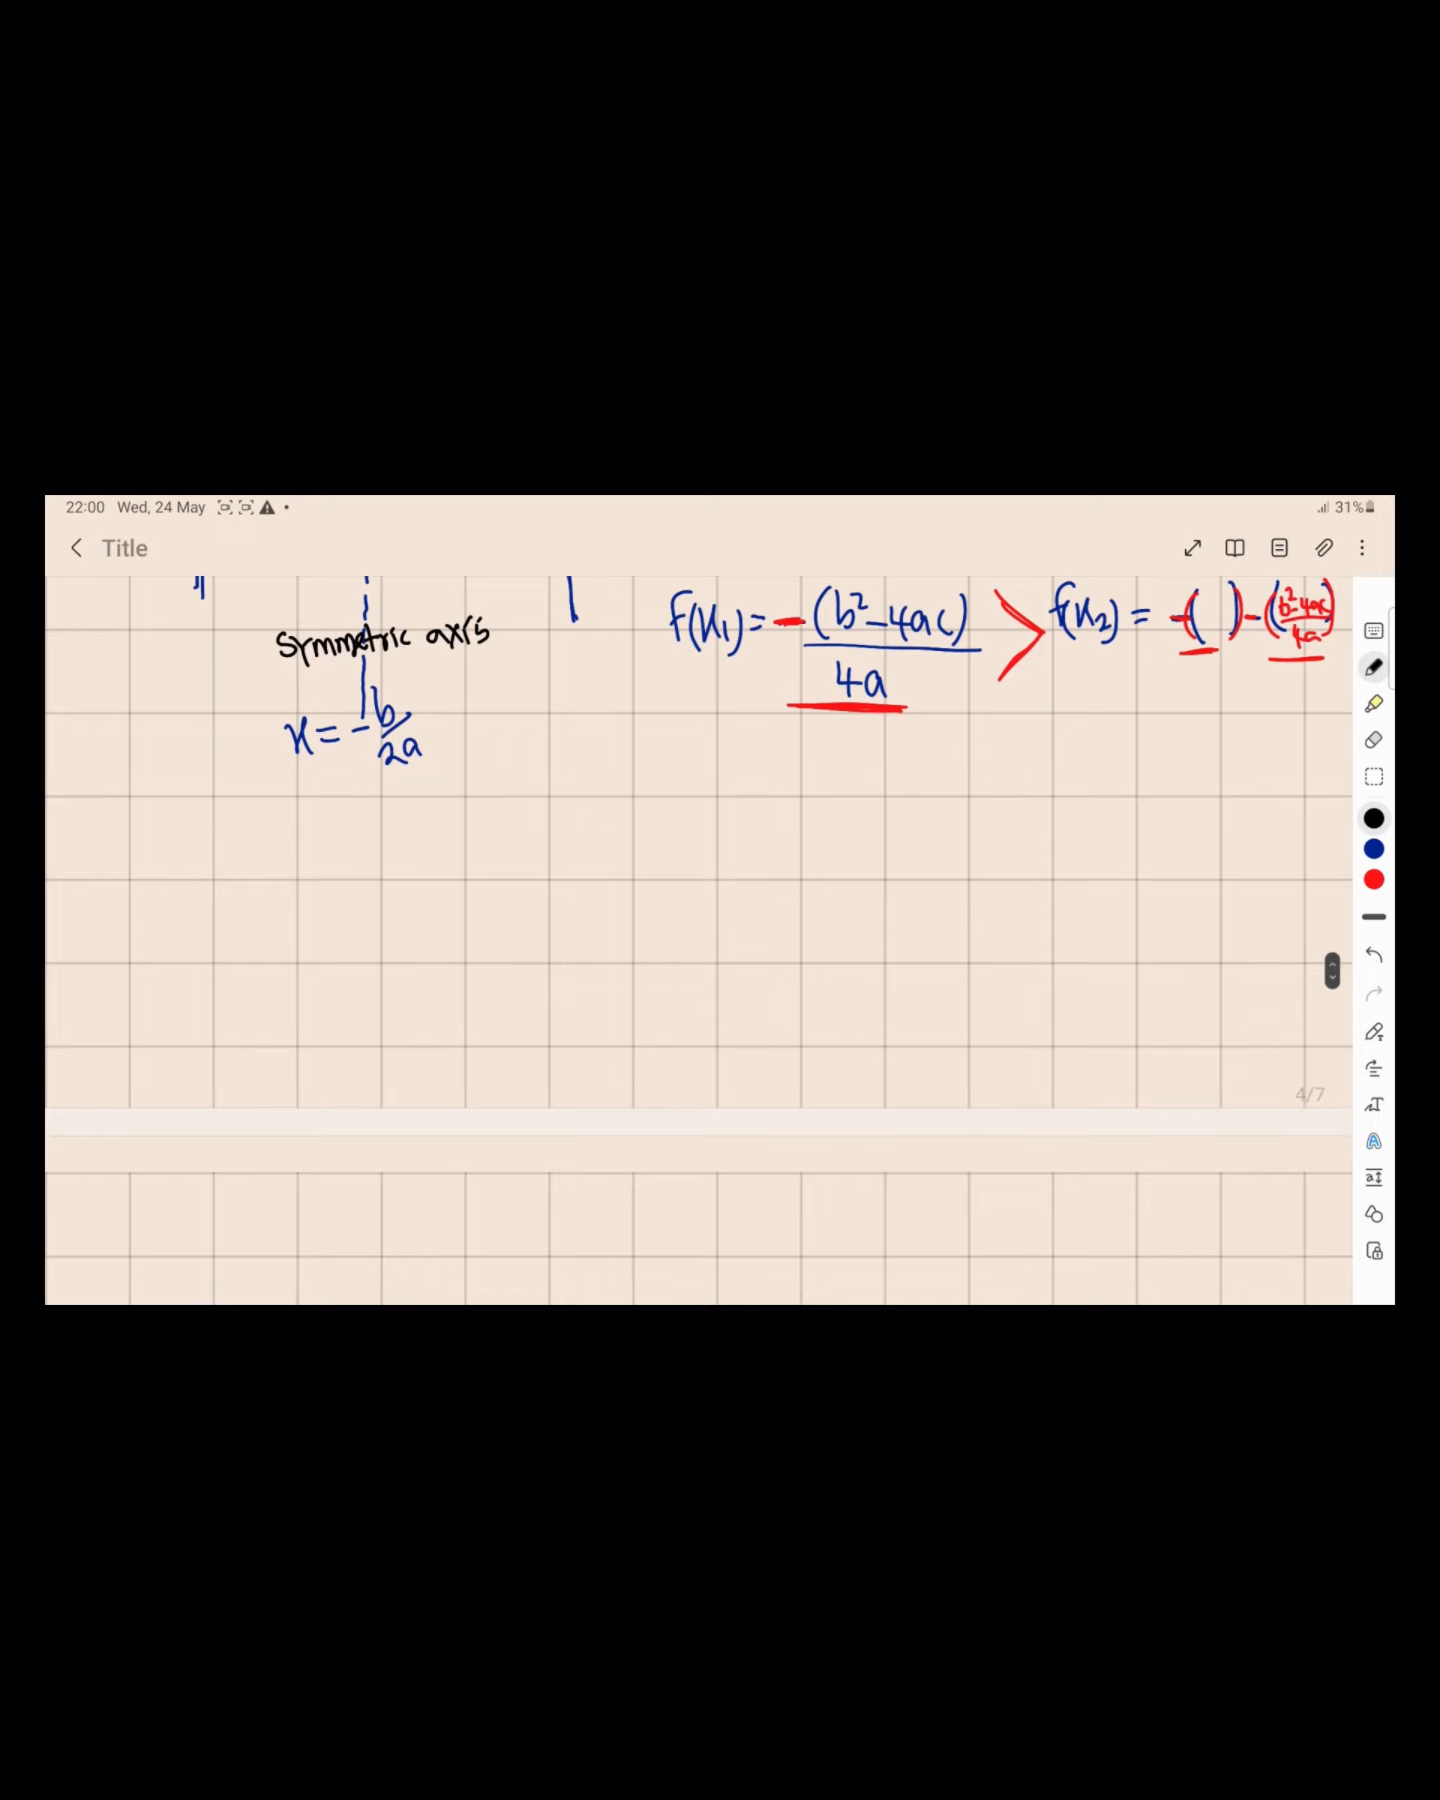 22:00 Wed, 24 May
31%
Title
f(x₁) = -(b²-4ac)/4a > f(x₂) = -( ) - (b²-4ac/4a)
symmetric axis
x = -b/2a
4/7